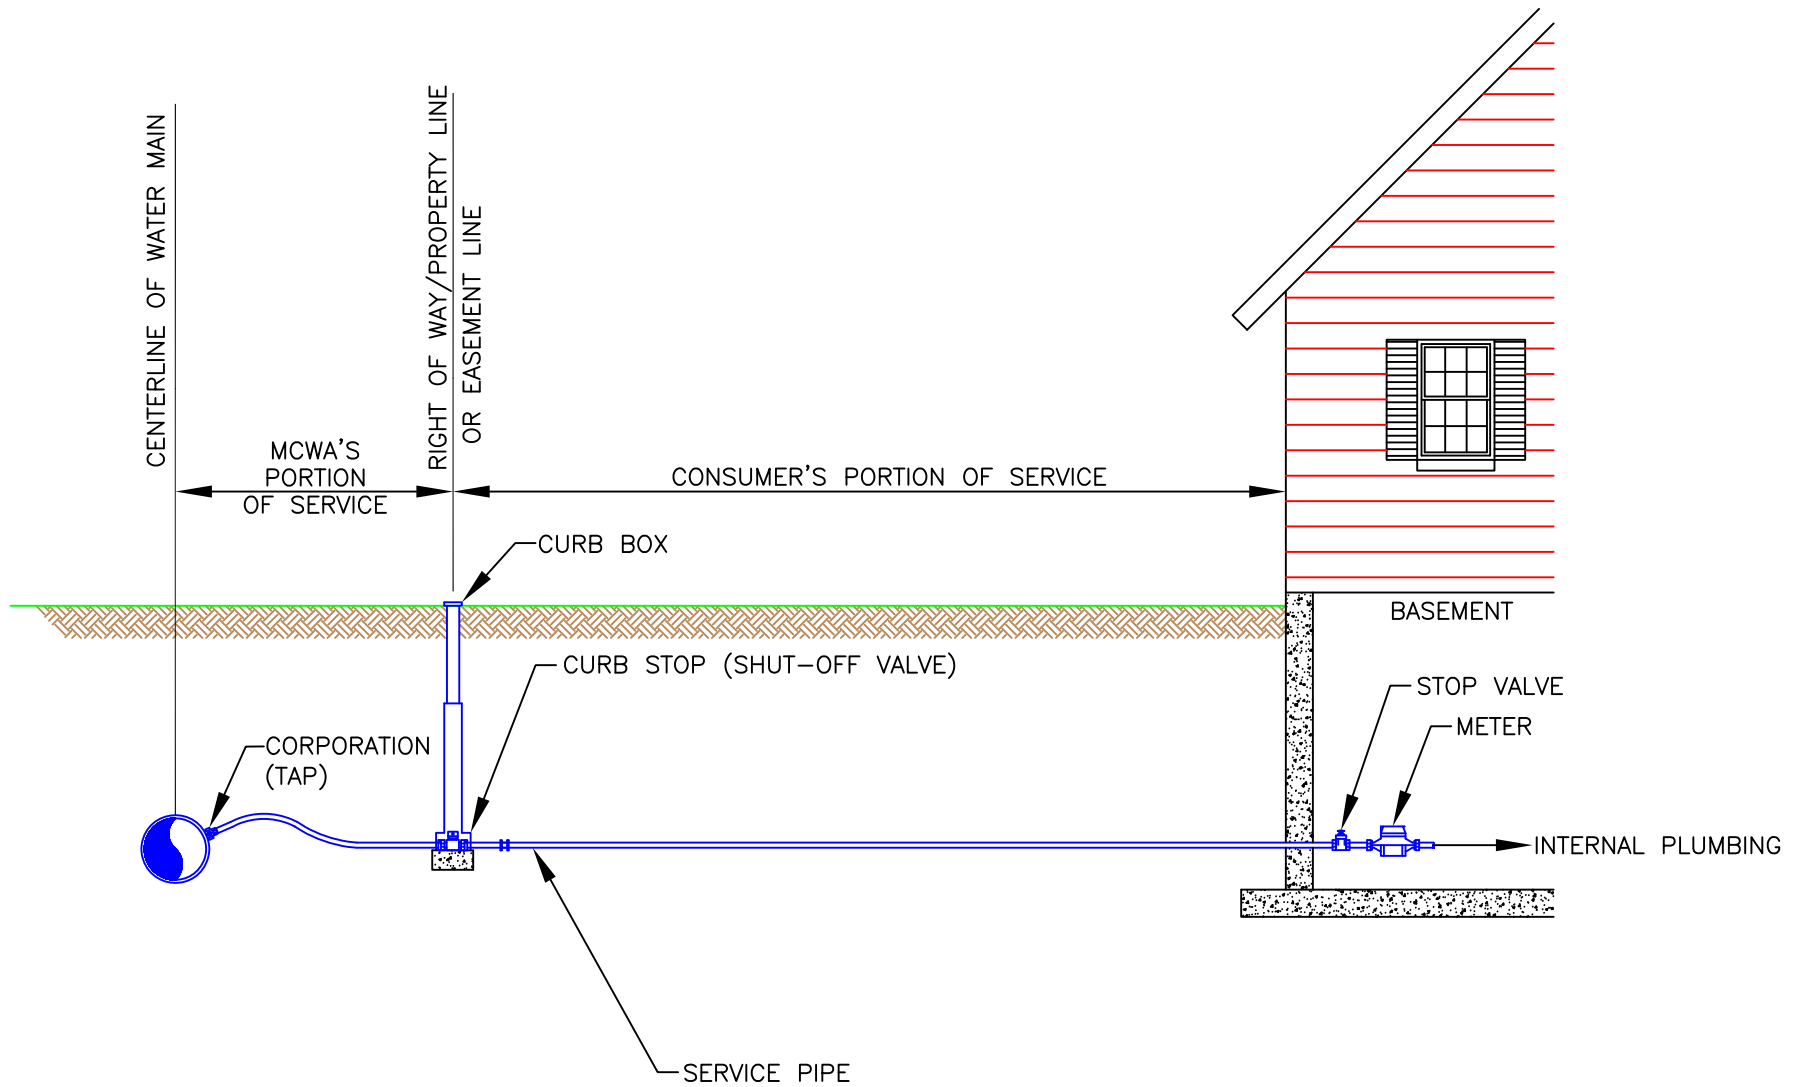 CENTERLINE OF WATER MAIN
RIGHT OF WAY/PROPERTY LINE
OR EASEMENT LINE
MCWA'S
PORTION
OF SERVICE
CONSUMER'S PORTION OF SERVICE
CURB BOX
BASEMENT
CURB STOP (SHUT-OFF VALVE)
STOP VALVE
METER
CORPORATION
(TAP)
INTERNAL PLUMBING
SERVICE PIPE